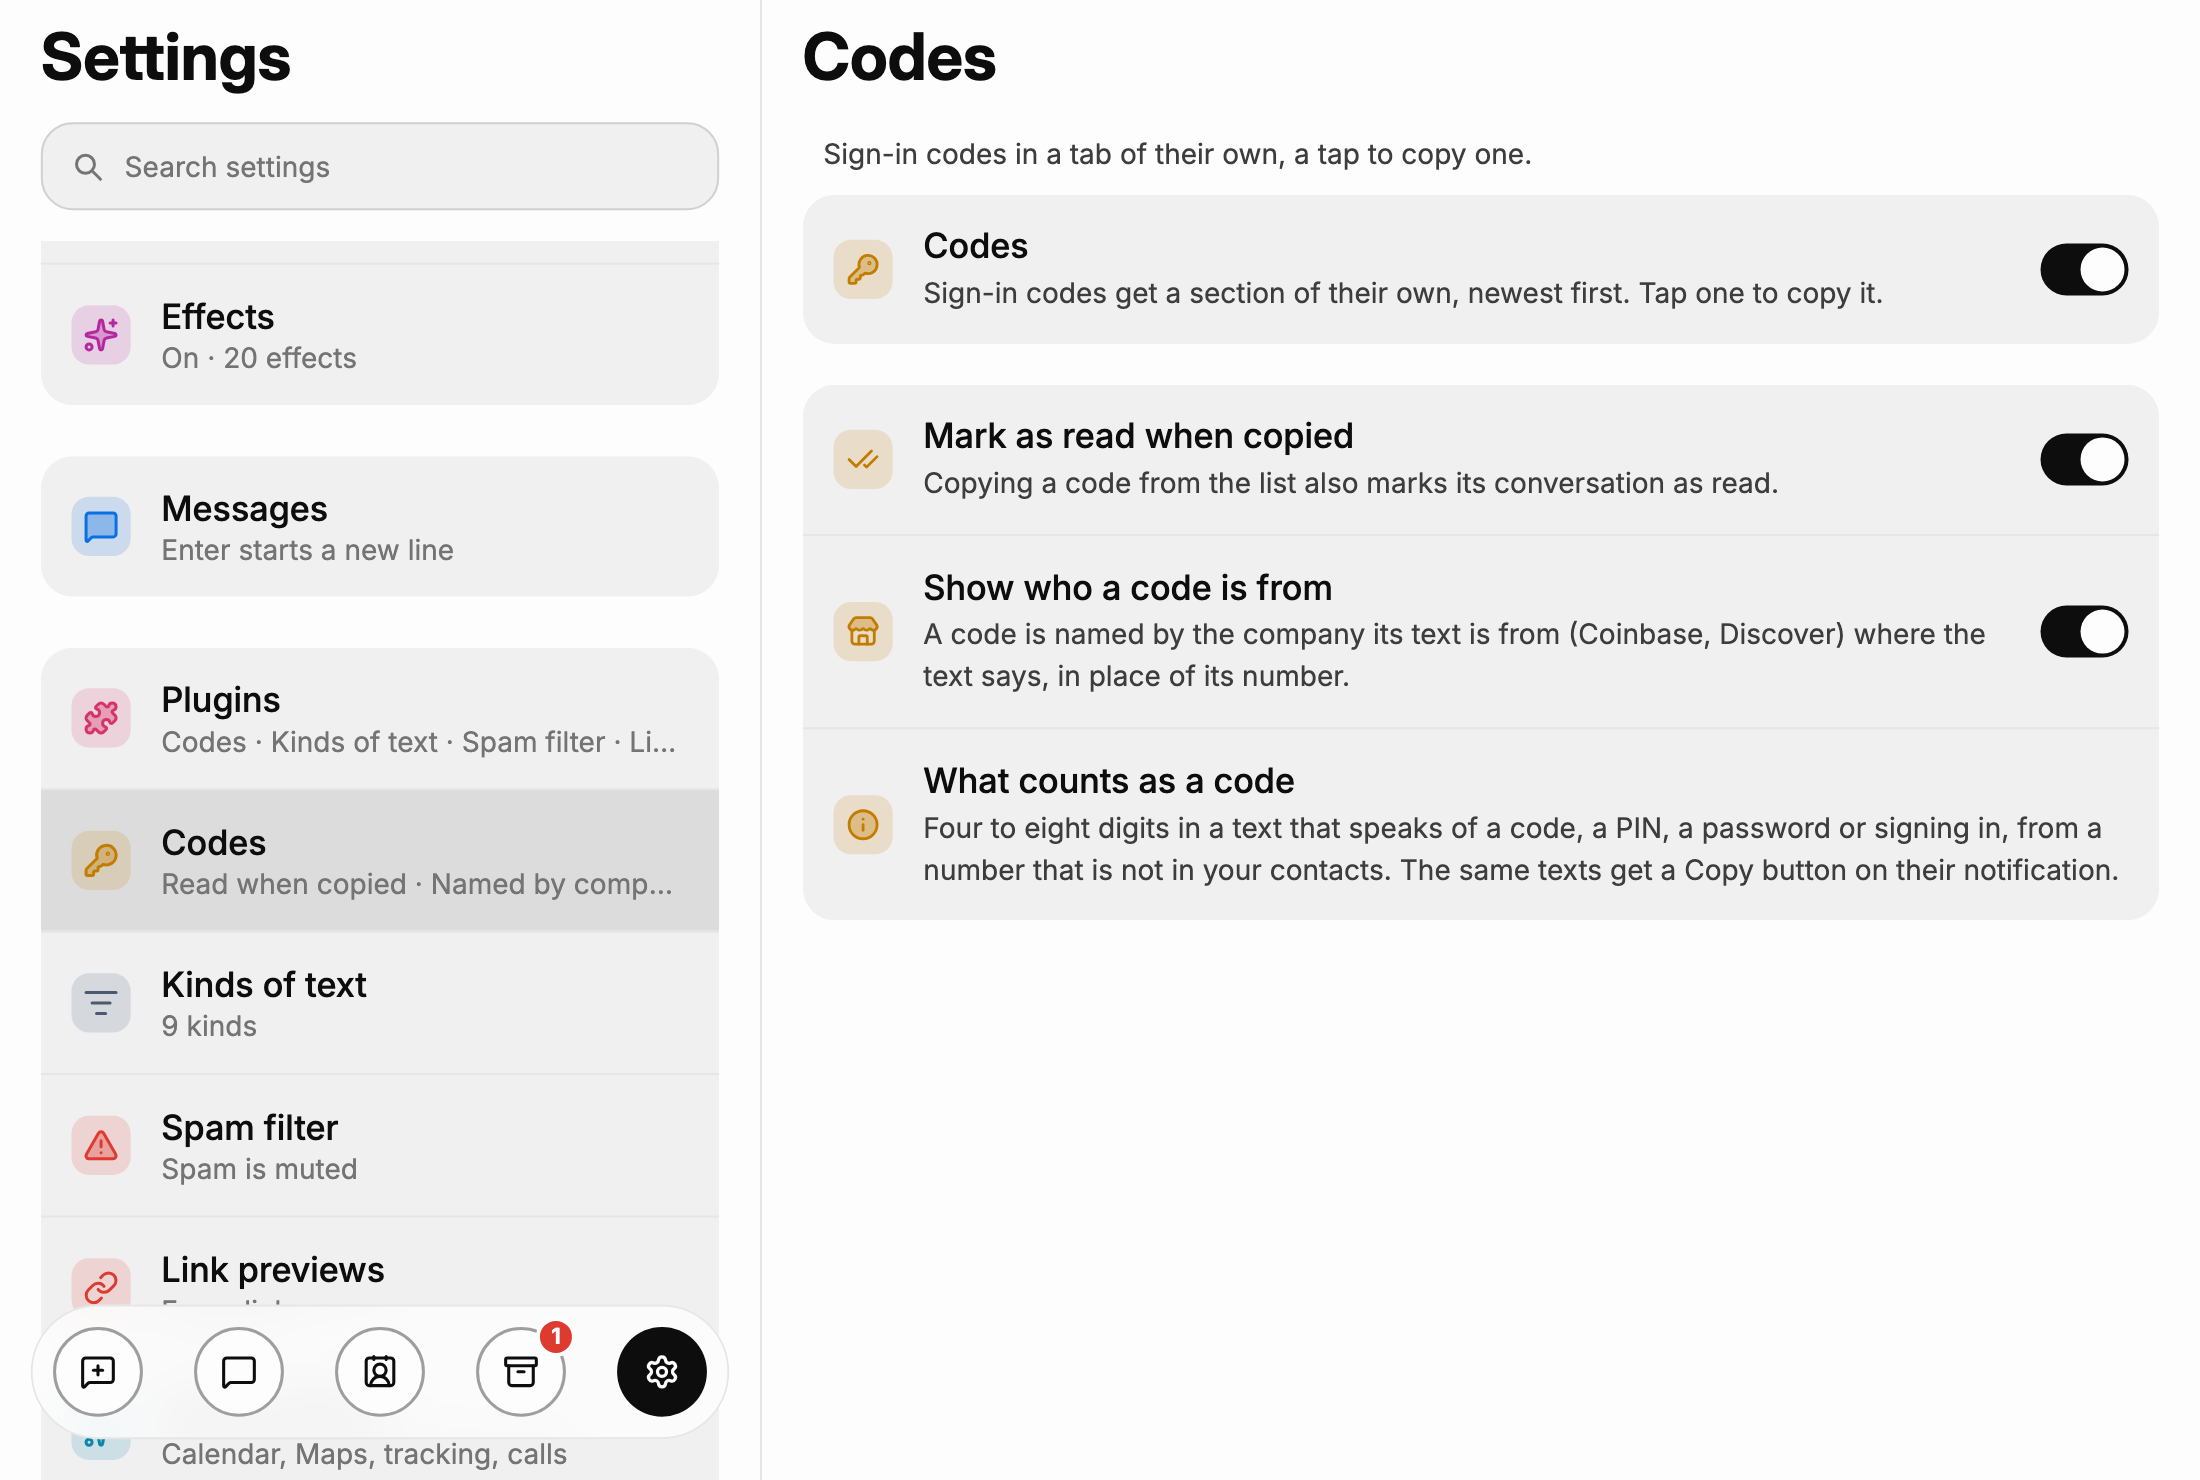 Settings
Search settings
Effects
On · 20 effects
Messages
Enter starts a new line
Plugins
Codes · Kinds of text · Spam filter · Li...
Codes
Read when copied · Named by comp...
Kinds of text
9 kinds
Spam filter
Spam is muted
Link previews
1
Calendar, Maps, tracking, calls
Codes
Sign-in codes in a tab of their own, a tap to copy one.
Codes
Sign-in codes get a section of their own, newest first. Tap one to copy it.
Mark as read when copied
Copying a code from the list also marks its conversation as read.
Show who a code is from
A code is named by the company its text is from (Coinbase, Discover) where the
text says, in place of its number.
What counts as a code
Four to eight digits in a text that speaks of a code, a PIN, a password or signing in, from a
number that is not in your contacts. The same texts get a Copy button on their notification.